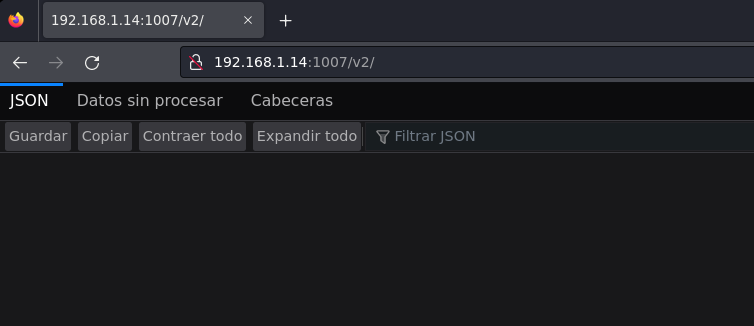 192.168.1.14:1007/v2/
192.168.1.14:1007/v2/
JSON Datos sin procesar Cabeceras
Guardar Copiar Contraer todo Expandir todo Filtrar JSON